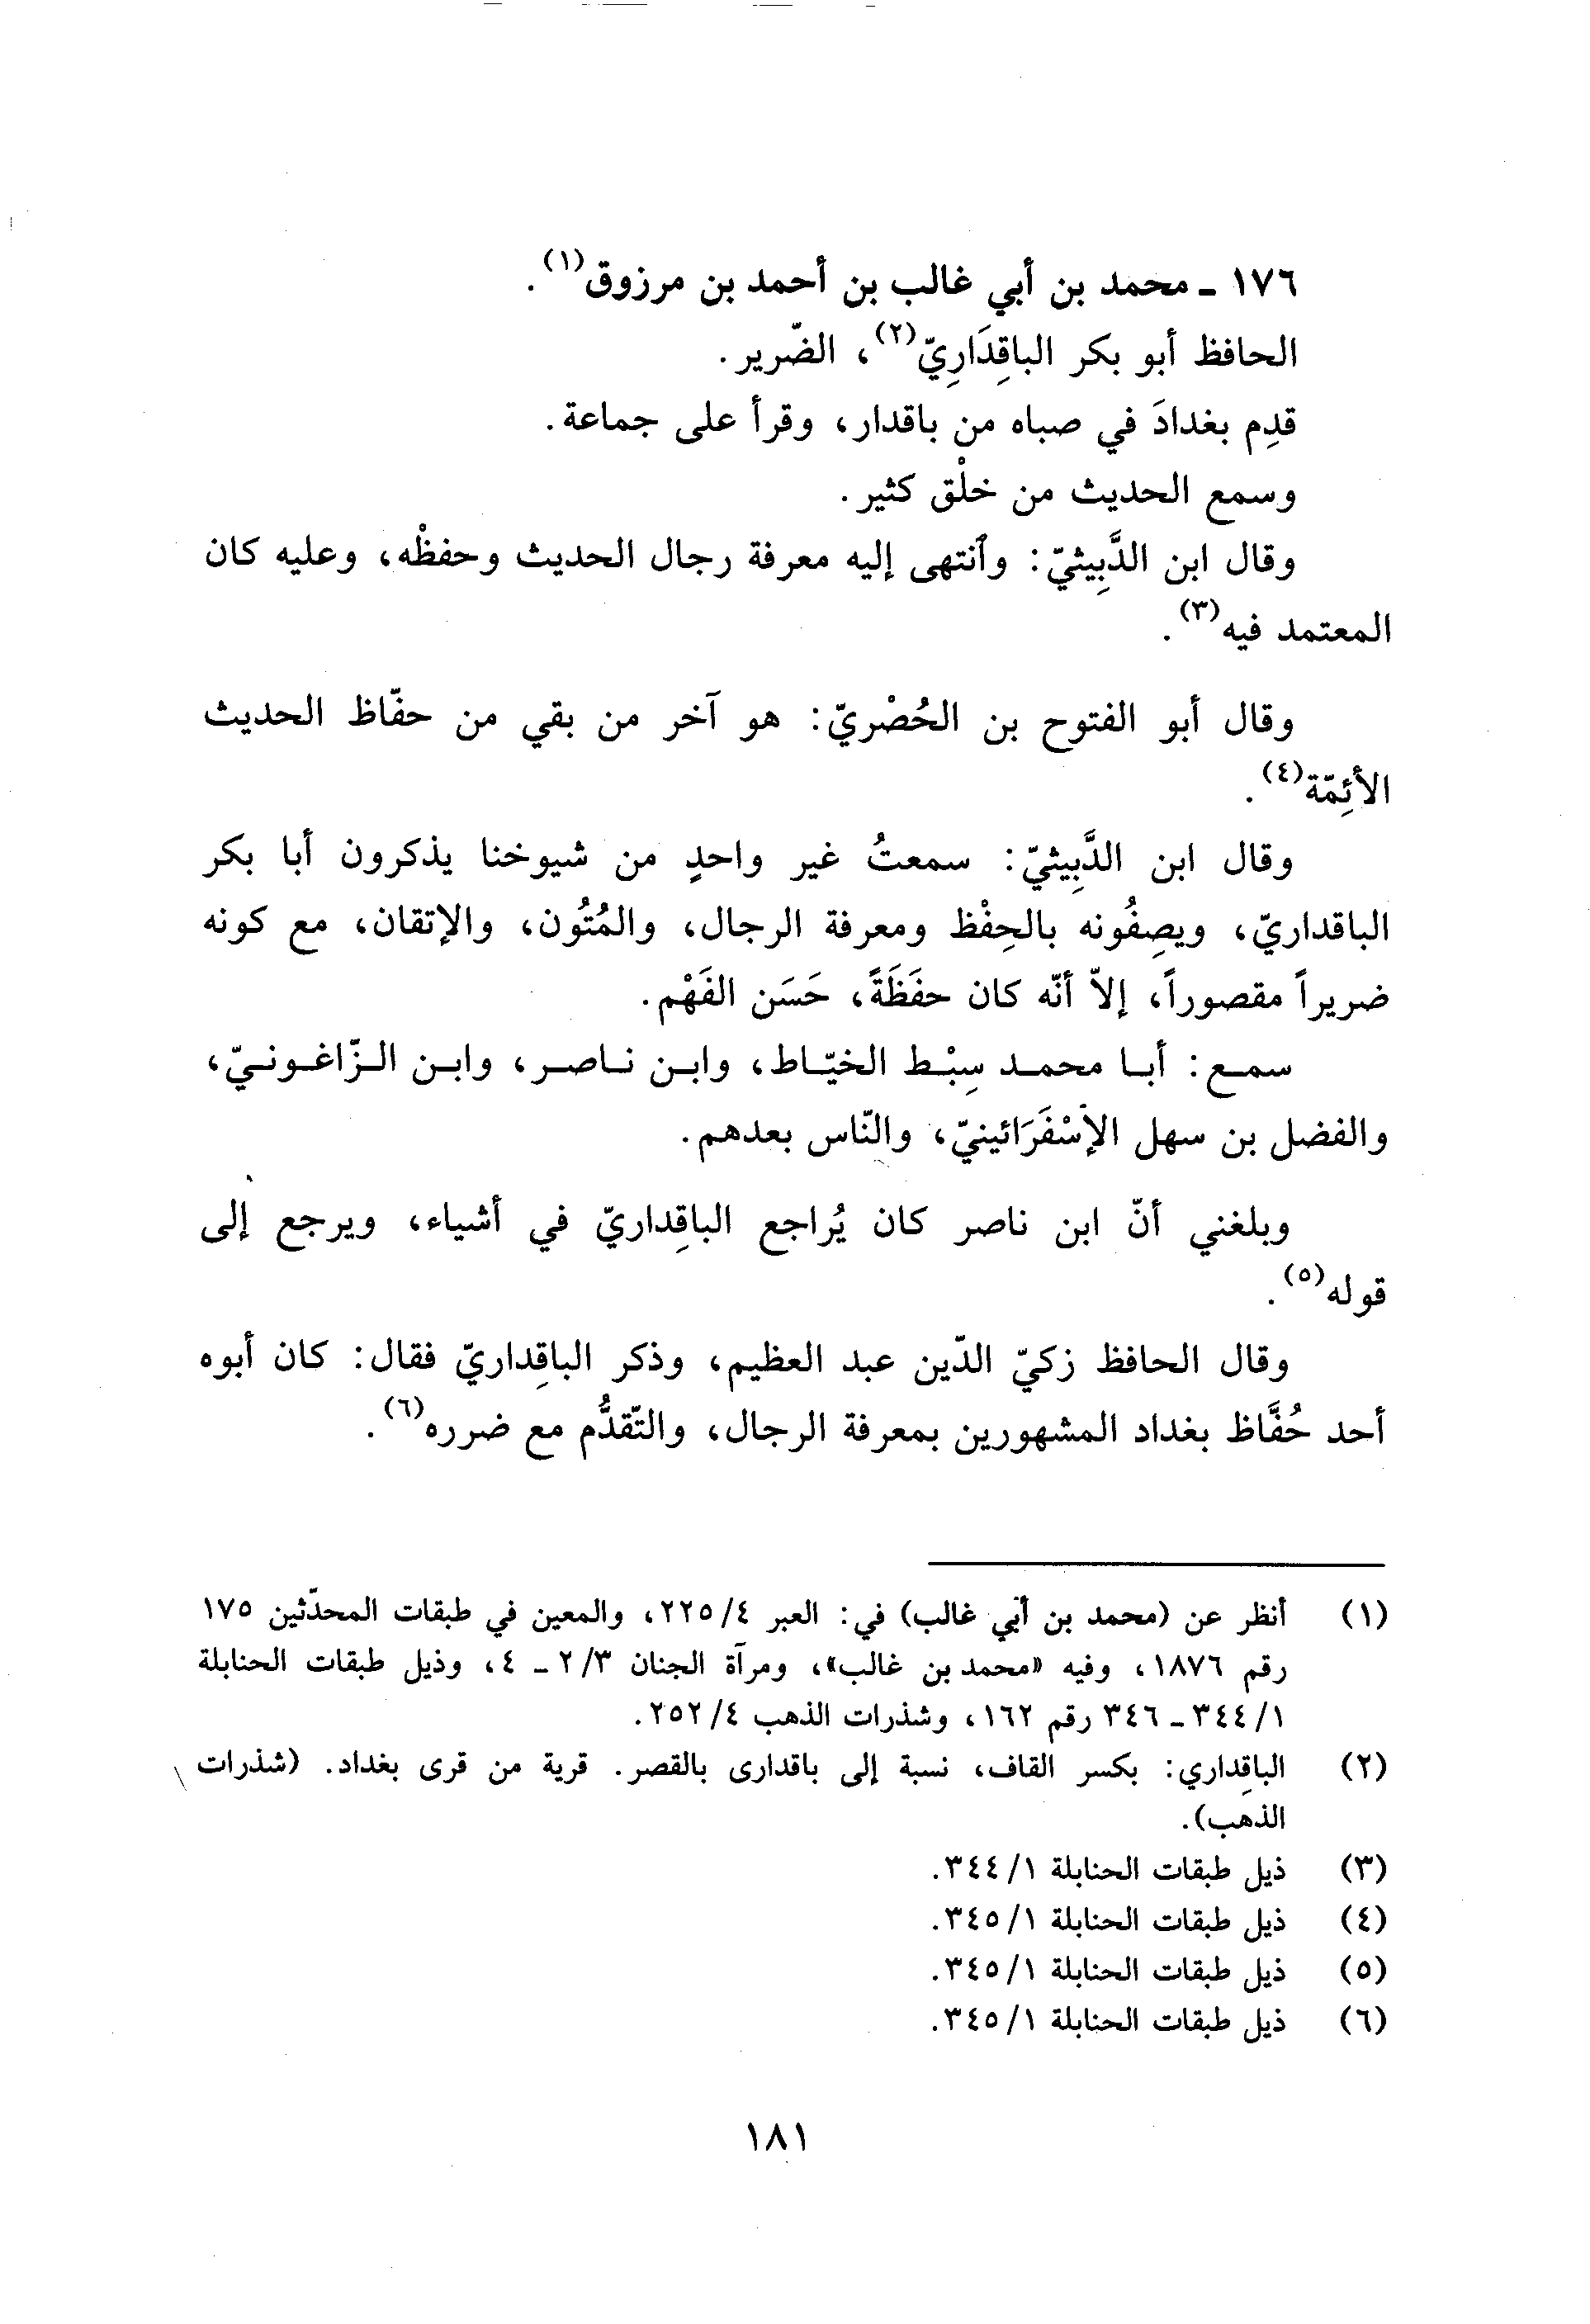 ١٧٦ ـ محمد بن أبي غالب بن أحمد بن مرزوق(١).
الحافظ أبو بكر الباقِدَارِيّ(٢)، الضّرير.
قدِم بغدادَ في صباه من باقدار، وقرأ على جماعة.
وسمع الحديث من خلْق كثير.
وقال ابن الدَّبِيثيّ: وٱنتهى إليه معرفة رجال الحديث وحفظْه، وعليه كان
المعتمد فيه(٣).
وقال أبو الفتوح بن الحُصْريّ: هو آخر من بقي من حفّاظ الحديث
الأئِمّة(٤).
وقال ابن الدَّبِيثيّ: سمعتُ غير واحدٍ من شيوخنا يذكرون أبا بكر
الباقداريّ، ويصِفُونه بالحِفْظ ومعرفة الرجال، والمُتُون، والإتقان، مع كونه
ضريراً مقصوراً، إلاّ أنّه كان حفَظَةً، حَسَن الفَهْم.
سمع: أبا محمد سِبْط الخيّاط، وابن ناصر، وابن الزّاغونيّ،
والفضل بن سهل الإسْفَرَائينيّ، والنّاس بعدهم.
وبلغني أنّ ابن ناصر كان يُراجع الباقِداريّ في أشياء، ويرجع إلى
قوله(٥).
وقال الحافظ زكيّ الدّين عبد العظيم، وذكر الباقِداريّ فقال: كان أبوه
أحد حُفَّاظ بغداد المشهورين بمعرفة الرجال، والتّقدُّم مع ضرره(٦).
(١) أنظر عن (محمد بن أبي غالب) في: العبر ٤/ ٢٢٥، والمعين في طبقات المحدّثين ١٧٥
رقم ١٨٧٦، وفيه «محمد بن غالب»، ومرآة الجنان ٣/ ٢ ـ ٤، وذيل طبقات الحنابلة
١/ ٣٤٤ ـ ٣٤٦ رقم ١٦٢، وشذرات الذهب ٤/ ٢٥٢.
(٢) الباقِداري: بكسر القاف، نسبة إلى باقدارى بالقصر. قرية من قرى بغداد. (شذرات
الذهب).
(٣) ذيل طبقات الحنابلة ١/ ٣٤٤.
(٤) ذيل طبقات الحنابلة ١/ ٣٤٥.
(٥) ذيل طبقات الحنابلة ١/ ٣٤٥.
(٦) ذيل طبقات الحنابلة ١/ ٣٤٥.
١٨١